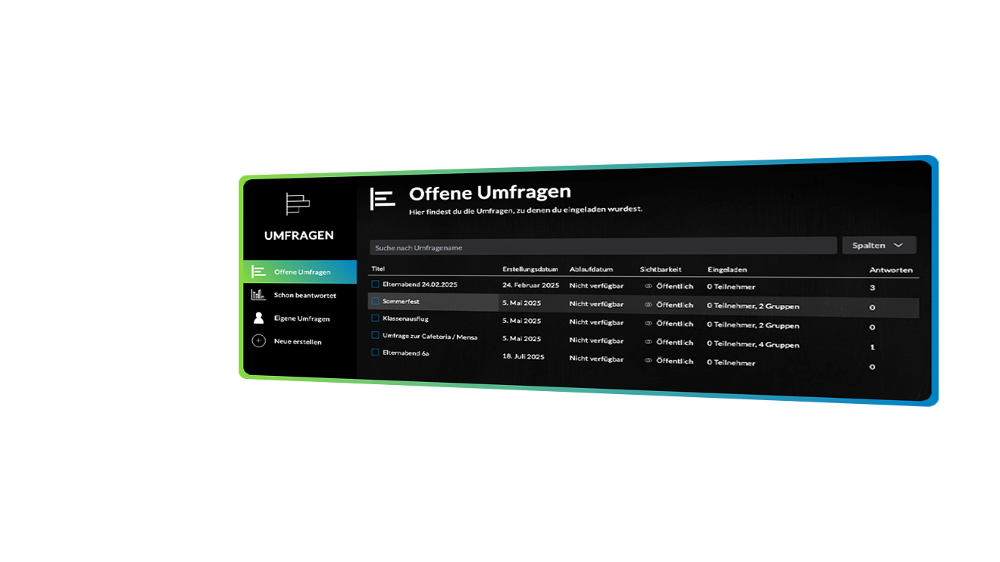 UMFRAGEN
Offene Umfragen
Schon beantwortet
Eigene Umfragen
Neue erstellen
Offene Umfragen
Hier findest du die Umfragen, zu denen du eingeladen wurdest.
Suche nach Umfragename
Spalten
Titel Erstellungsdatum Ablaufdatum Sichtbarkeit Eingeladen Antworten
Elternabend 24.02.2025 24. Februar 2025 Nicht verfügbar Öffentlich 0 Teilnehmer 3
Sommerfest 5. Mai 2025 Nicht verfügbar Öffentlich 0 Teilnehmer, 2 Gruppen 0
Klassenausflug 5. Mai 2025 Nicht verfügbar Öffentlich 0 Teilnehmer, 2 Gruppen 0
Umfrage zur Cafeteria / Mensa 5. Mai 2025 Nicht verfügbar Öffentlich 0 Teilnehmer, 4 Gruppen 1
Elternabend 6a 18. Juli 2025 Nicht verfügbar Öffentlich 0 Teilnehmer 0